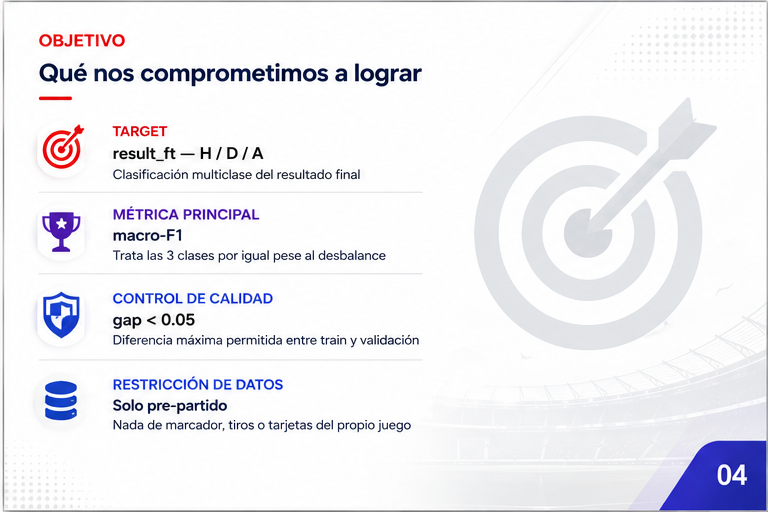 OBJETIVO
Qué nos comprometimos a lograr
TARGET
result_ft — H / D / A
Clasificación multiclase del resultado final
MÉTRICA PRINCIPAL
macro-F1
Trata las 3 clases por igual pese al desbalance
CONTROL DE CALIDAD
gap < 0.05
Diferencia máxima permitida entre train y validación
RESTRICCIÓN DE DATOS
Solo pre-partido
Nada de marcador, tiros o tarjetas del propio juego
04